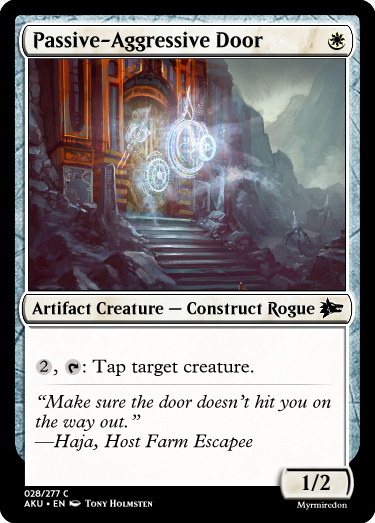 Passive-Aggressive Door
Artifact Creature — Construct Rogue
2, : Tap target creature.
“Make sure the door doesn’t hit you on
the way out.”
—Haja, Host Farm Escapee
1/2
028/277 C
AKU • EN Tony Holmsten
Myrmiredon